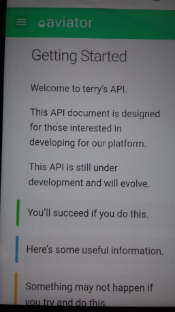 aviator
Getting Started
Welcome to terry's API.
This API document is designed
for those interested in
developing for our platform.
This API is still under
development and will evolve.
You'll succeed if you do this.
Here's some useful information.
Something may not happen if
you try and do this.